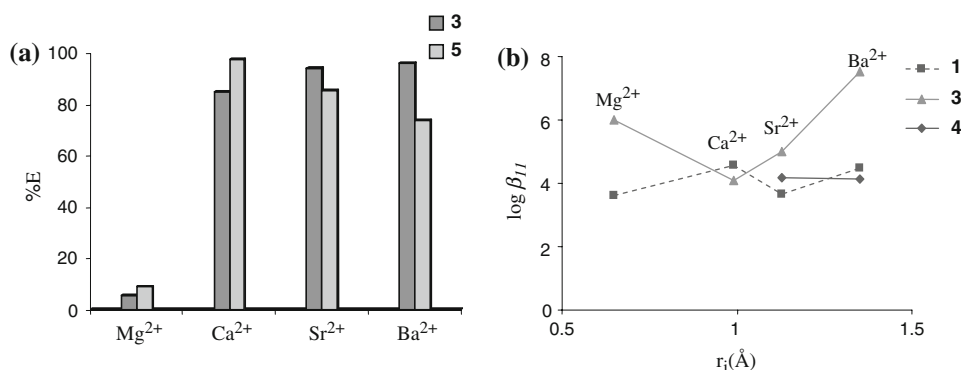 (a)
3
5
100
80
60
40
20
0
%E
Mg²⁺ Ca²⁺ Sr²⁺ Ba²⁺
(b)
1
3
4
8
6
4
2
0
log β₁₁
Mg²⁺
Ca²⁺
Sr²⁺
Ba²⁺
0.5 1 1.5
rᵢ(Å)